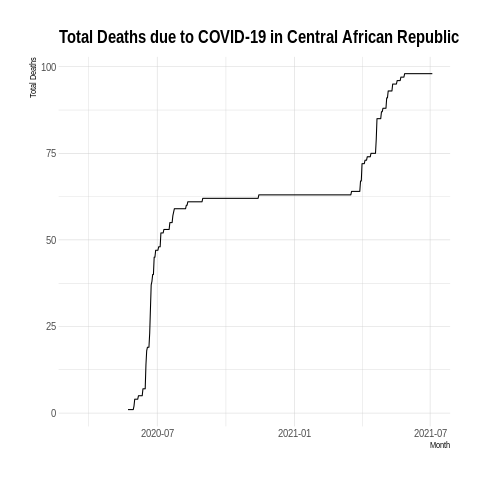 Total Deaths due to COVID-19 in Central African Republic
Total Deaths
100
75
50
25
0
2020-07
2021-01
2021-07
Month